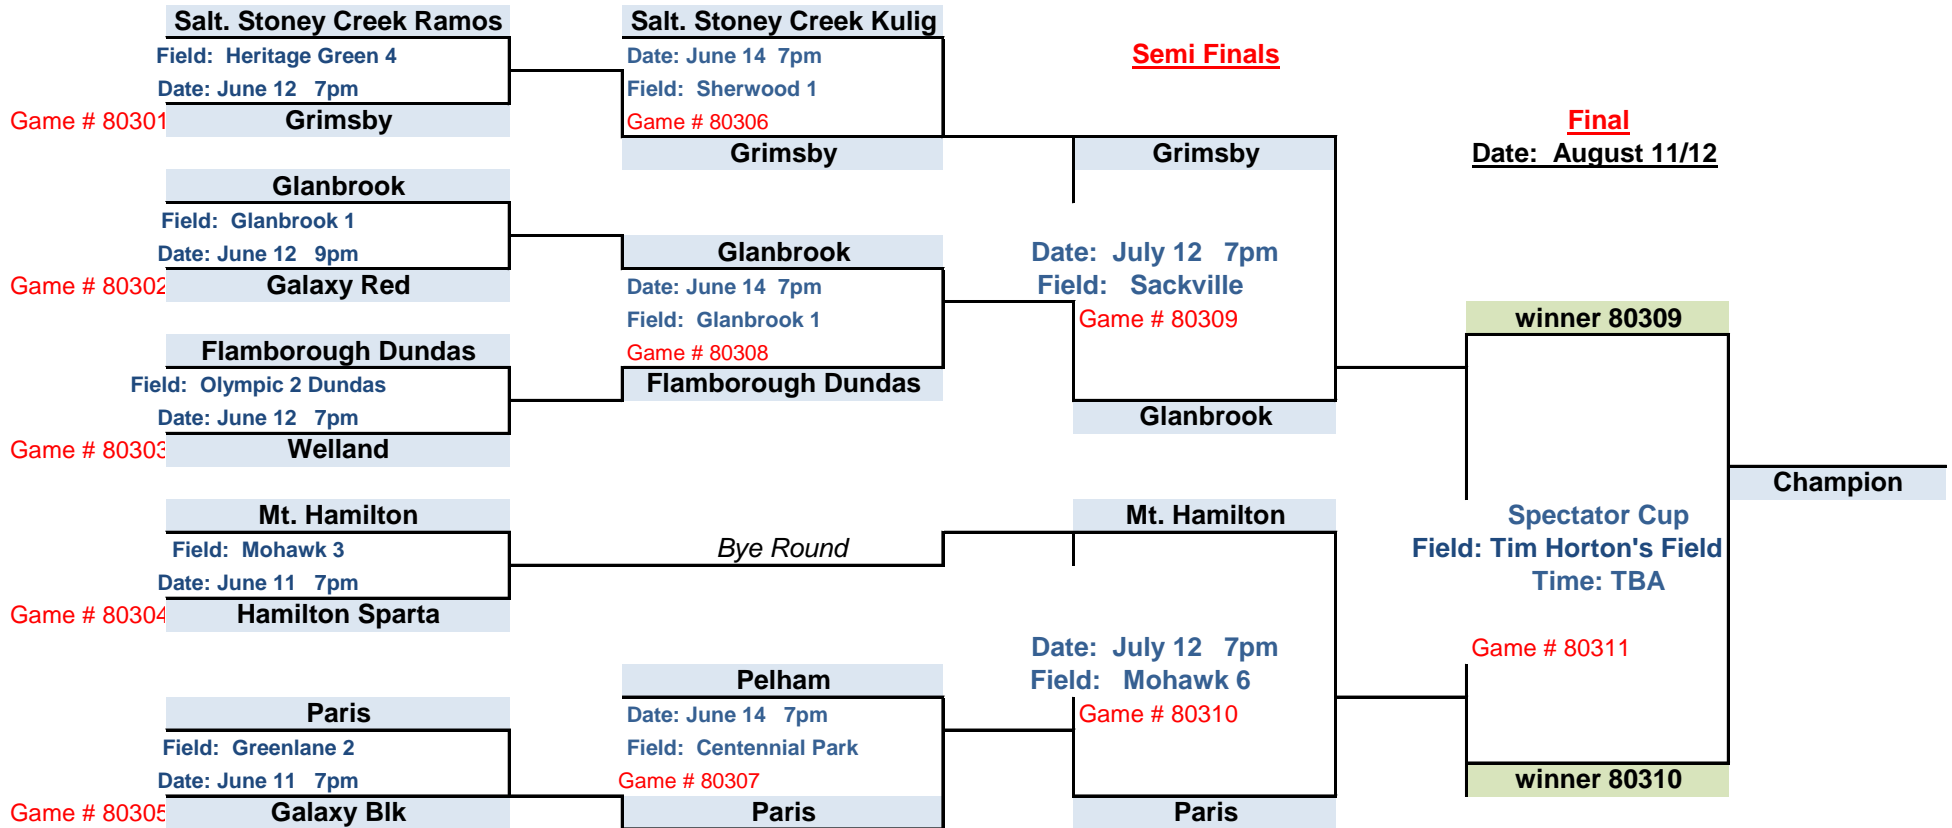 Salt. Stoney Creek Ramos
Field: Heritage Green 4
Date: June 12 7pm
Game # 80301
Grimsby
Glanbrook
Field: Glanbrook 1
Date: June 12 9pm
Game # 80302
Galaxy Red
Flamborough Dundas
Field: Olympic 2 Dundas
Date: June 12 7pm
Game # 80303
Welland
Mt. Hamilton
Field: Mohawk 3
Date: June 11 7pm
Game # 80304
Hamilton Sparta
Paris
Field: Greenlane 2
Date: June 11 7pm
Game # 80305
Galaxy Blk
Salt. Stoney Creek Kulig
Date: June 14 7pm
Field: Sherwood 1
Game # 80306
Grimsby
Glanbrook
Date: June 14 7pm
Field: Glanbrook 1
Game # 80308
Flamborough Dundas
Bye Round
Pelham
Date: June 14 7pm
Field: Centennial Park
Game # 80307
Paris
Semi Finals
Grimsby
Date: July 12 7pm
Field: Sackville
Game # 80309
Glanbrook
Mt. Hamilton
Date: July 12 7pm
Field: Mohawk 6
Game # 80310
Paris
Final
Date: August 11/12
winner 80309
Spectator Cup
Field: Tim Horton's Field
Time: TBA
Game # 80311
winner 80310
Champion